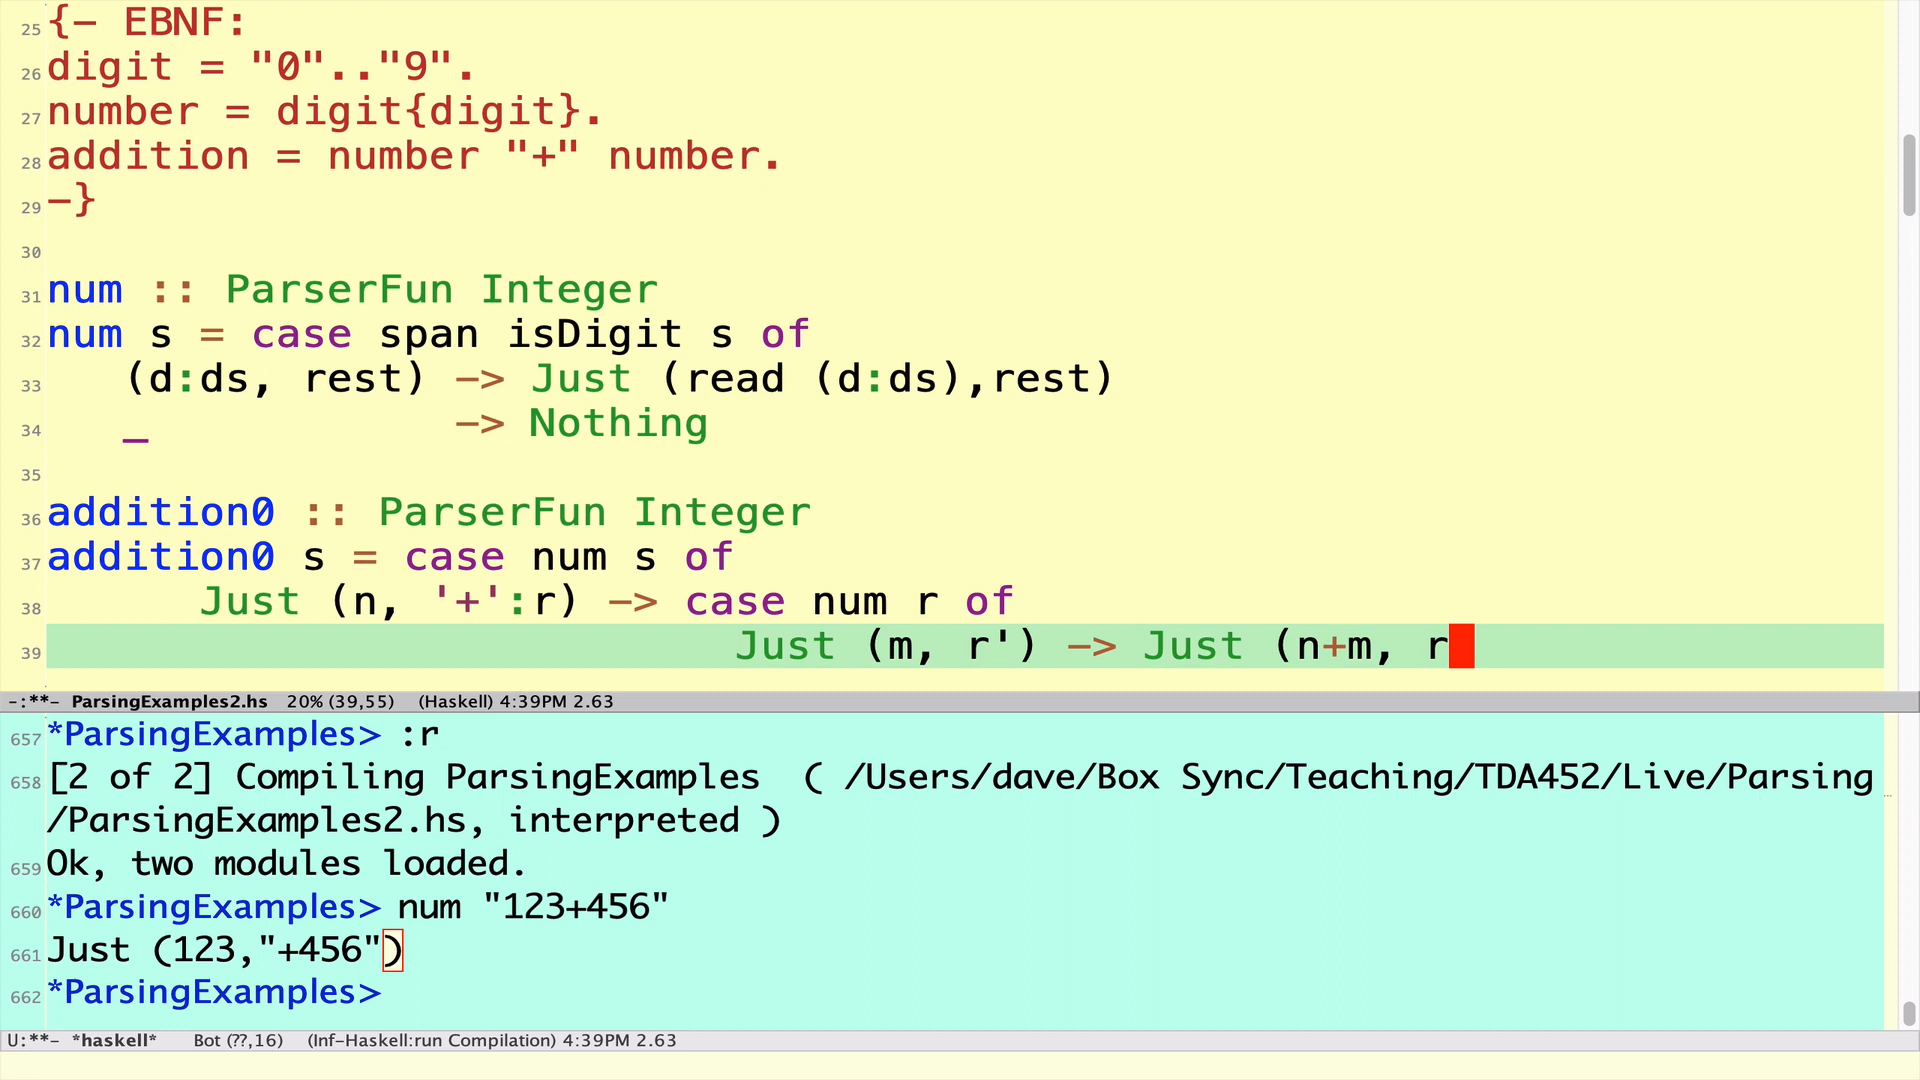 25 {- EBNF:
26 digit = "0".."9".
27 number = digit{digit}.
28 addition = number "+" number.
29 -}
30
31 num :: ParserFun Integer
32 num s = case span isDigit s of
33    (d:ds, rest) -> Just (read (d:ds),rest)
34    _            -> Nothing
35
36 addition0 :: ParserFun Integer
37 addition0 s = case num s of
38       Just (n, '+':r) -> case num r of
39                            Just (m, r') -> Just (n+m, r
-:**-  ParsingExamples2.hs   20% (39,55)    (Haskell) 4:39PM 2.63
657 *ParsingExamples> :r
658 [2 of 2] Compiling ParsingExamples  ( /Users/dave/Box Sync/Teaching/TDA452/Live/Parsing
/ParsingExamples2.hs, interpreted )
659 Ok, two modules loaded.
660 *ParsingExamples> num "123+456"
661 Just (123,"+456")
662 *ParsingExamples>
U:**-  *haskell*     Bot (??,16)   (Inf-Haskell:run Compilation) 4:39PM 2.63